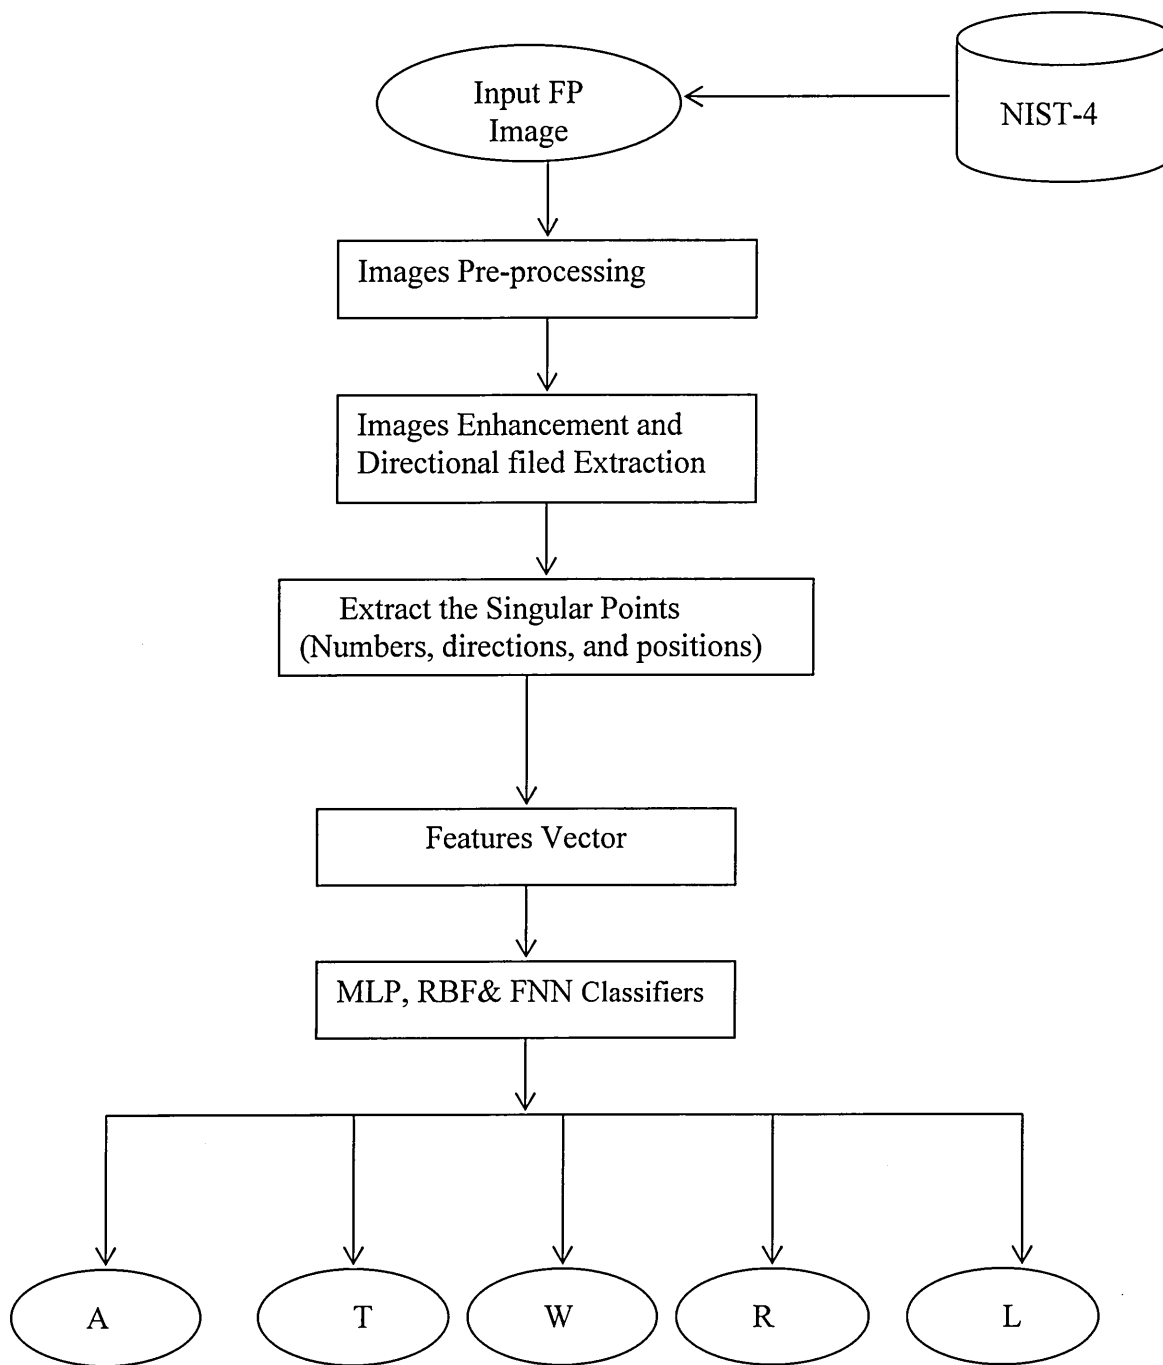 Input FP
Image
NIST-4
Images Pre-processing
Images Enhancement and
Directional filed Extraction
Extract the Singular Points
(Numbers, directions, and positions)
Features Vector
MLP, RBF& FNN Classifiers
A
T
W
R
L